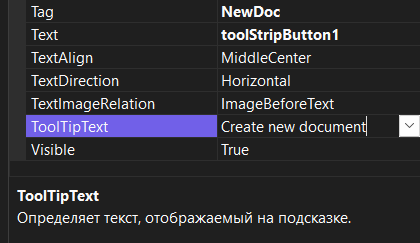 Tag NewDoc
Text toolStripButton1
TextAlign MiddleCenter
TextDirection Horizontal
TextImageRelation ImageBeforeText
ToolTipText Create new document
Visible True
ToolTipText
Определяет текст, отображаемый на подсказке.